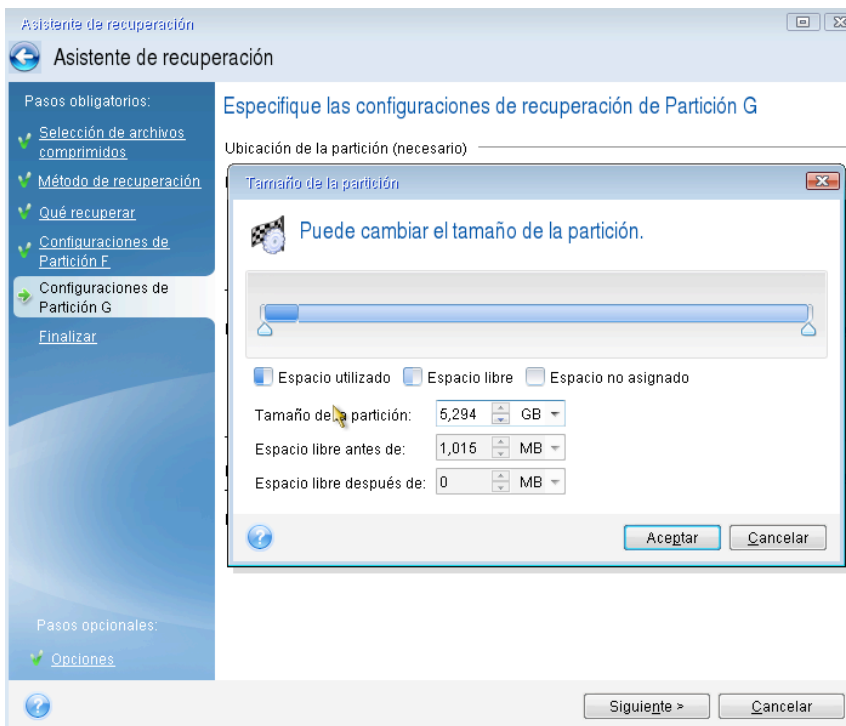 Asistente de recuperación
Asistente de recuperación
Pasos obligatorios:
Selección de archivos
comprimidos
Método de recuperación
Qué recuperar
Configuraciones de
Partición F
Configuraciones de
Partición G
Finalizar
Pasos opcionales:
Opciones
Especifique las configuraciones de recuperación de Partición G
Ubicación de la partición (necesario)
Tamaño de la partición
Puede cambiar el tamaño de la partición.
Espacio utilizado Espacio libre Espacio no asignado
Tamaño de la partición: 5,294 GB
Espacio libre antes de: 1,015 MB
Espacio libre después de: 0 MB
Aceptar Cancelar
Siguiente > Cancelar